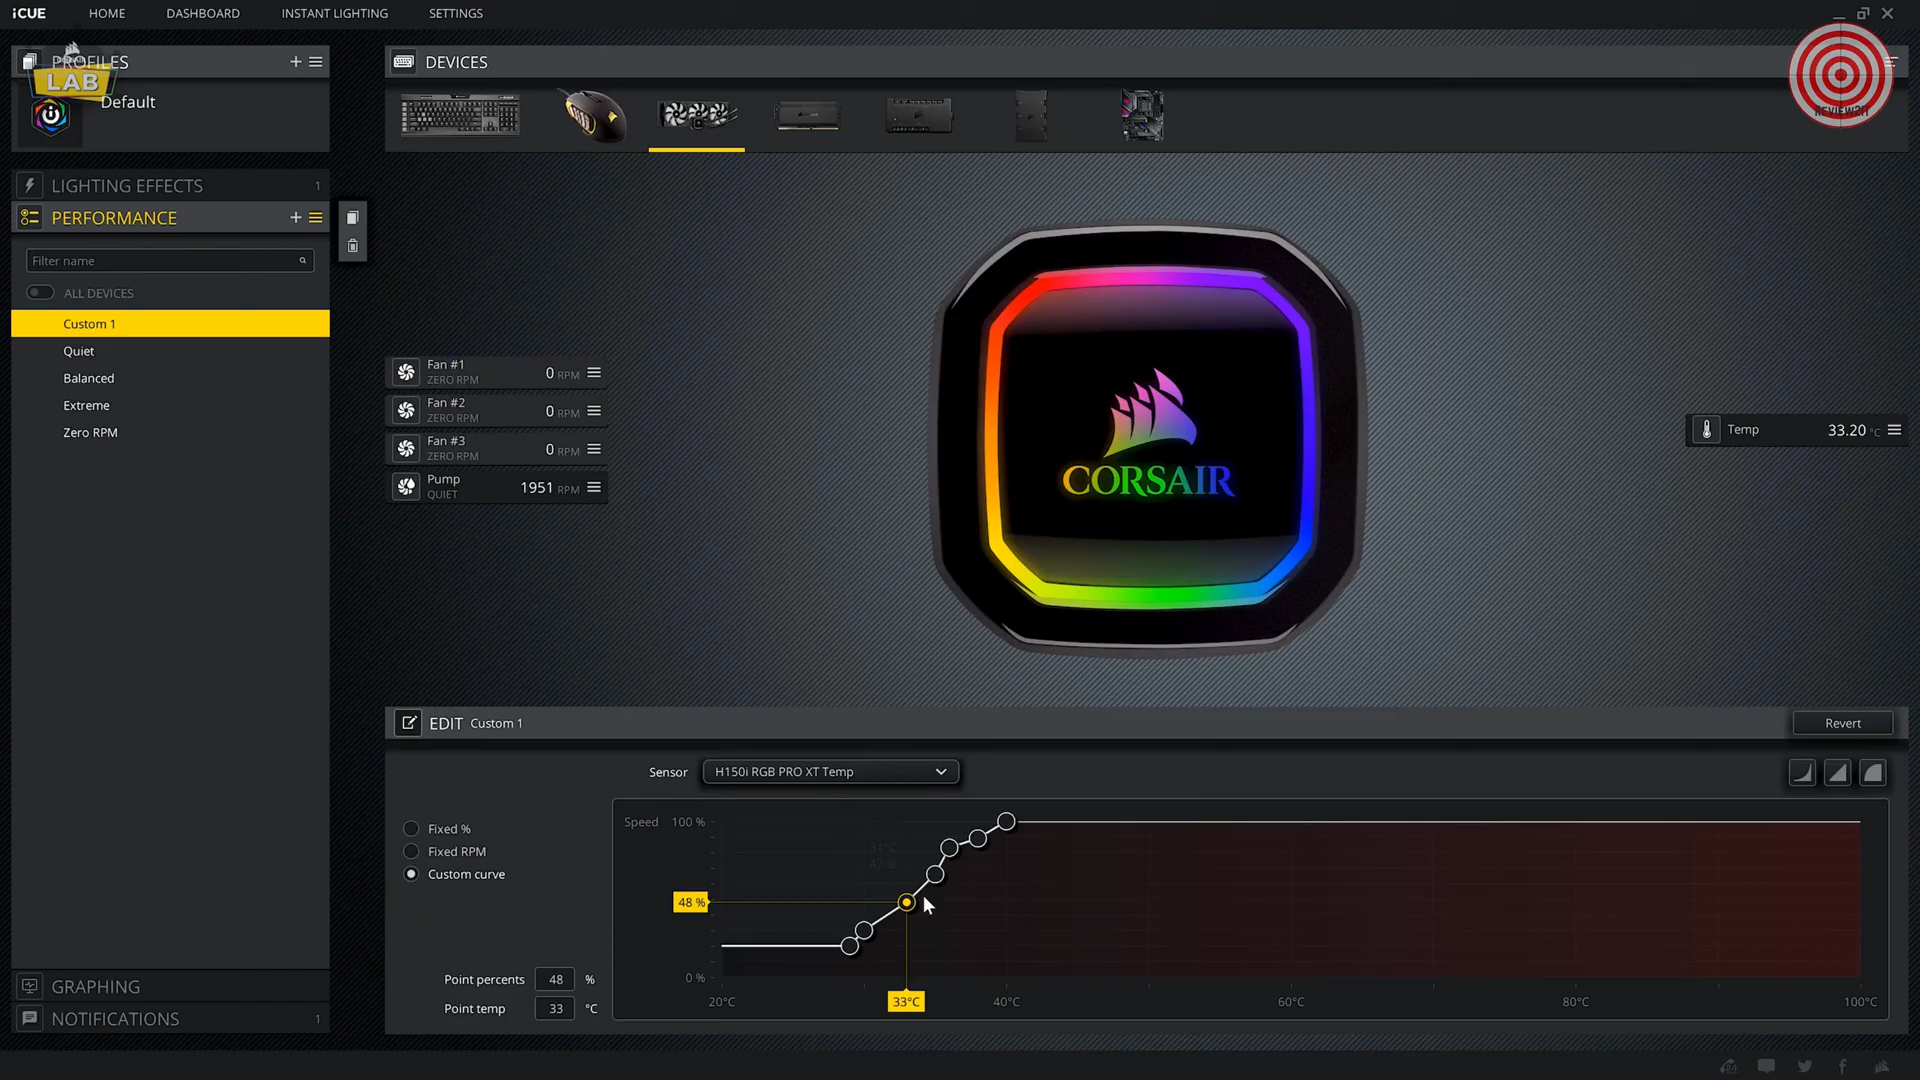 iCUE
HOME
DASHBOARD
INSTANT LIGHTING
SETTINGS
PROFILES
LAB
Default
DEVICES
REVIEW2IT
LIGHTING EFFECTS
1
PERFORMANCE
Filter name
ALL DEVICES
Custom 1
Quiet
Balanced
Extreme
Zero RPM
Fan #1
ZERO RPM
0 RPM
Fan #2
ZERO RPM
0 RPM
Fan #3
ZERO RPM
0 RPM
Pump
QUIET
1951 RPM
CORSAIR
Temp
33.20 °C
EDIT Custom 1
Revert
Sensor
H150i RGB PRO XT Temp
Fixed %
Fixed RPM
Custom curve
Point percents 48 %
Point temp 33 °C
Speed 100 %
31°C
47 %
48 %
0 %
20°C
33°C
40°C
60°C
80°C
100°C
GRAPHING
NOTIFICATIONS
1
24